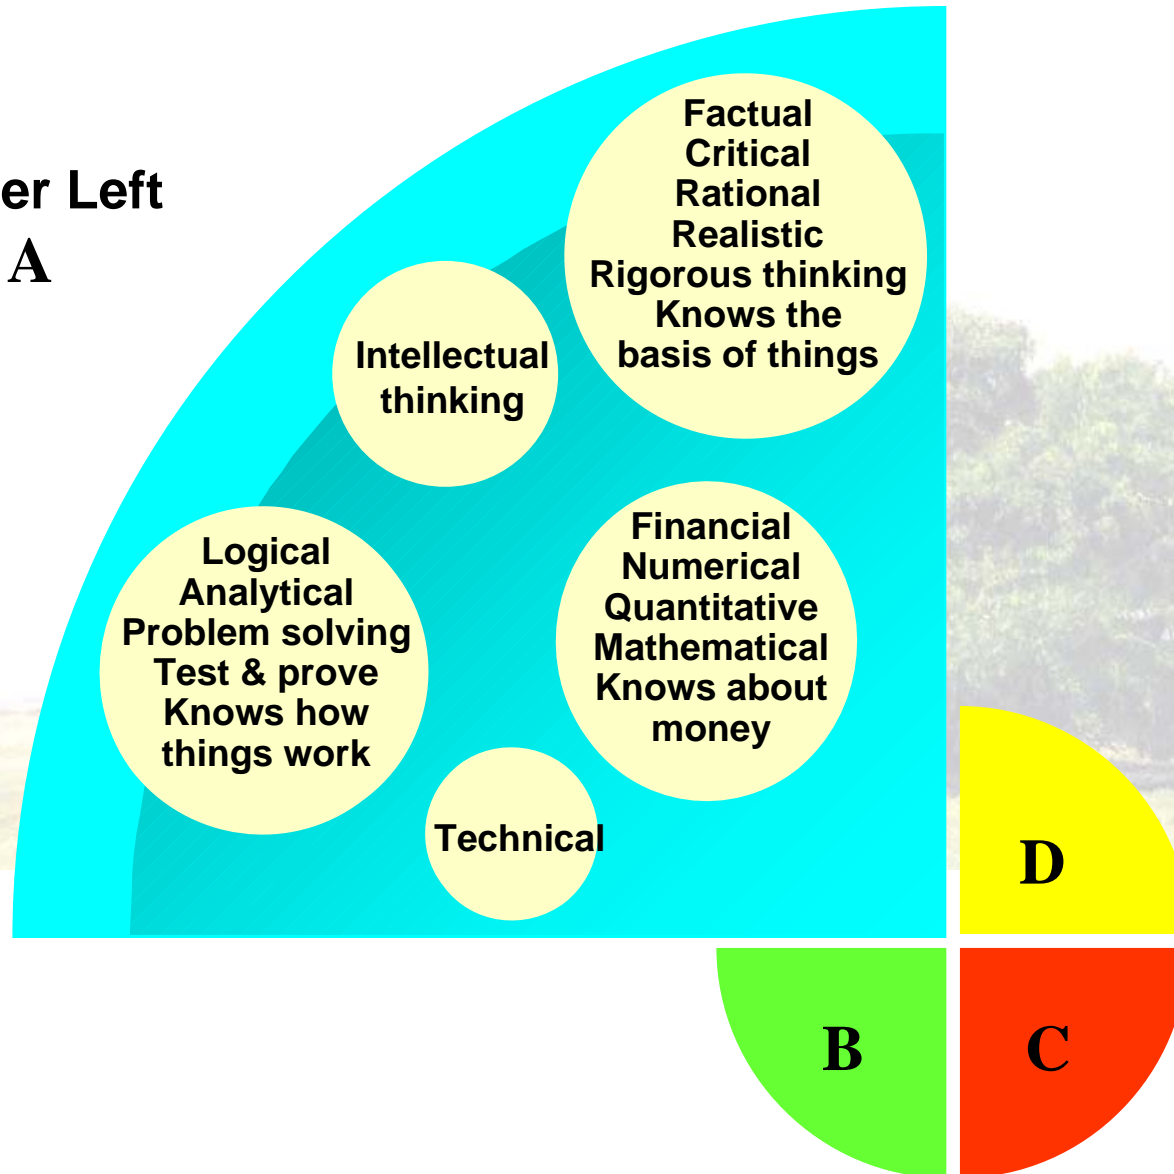 er Left
A
Factual
Critical
Rational
Realistic
Rigorous thinking
Knows the
basis of things
Intellectual
thinking
Logical
Analytical
Problem solving
Test & prove
Knows how
things work
Financial
Numerical
Quantitative
Mathematical
Knows about
money
Technical
D
B
C